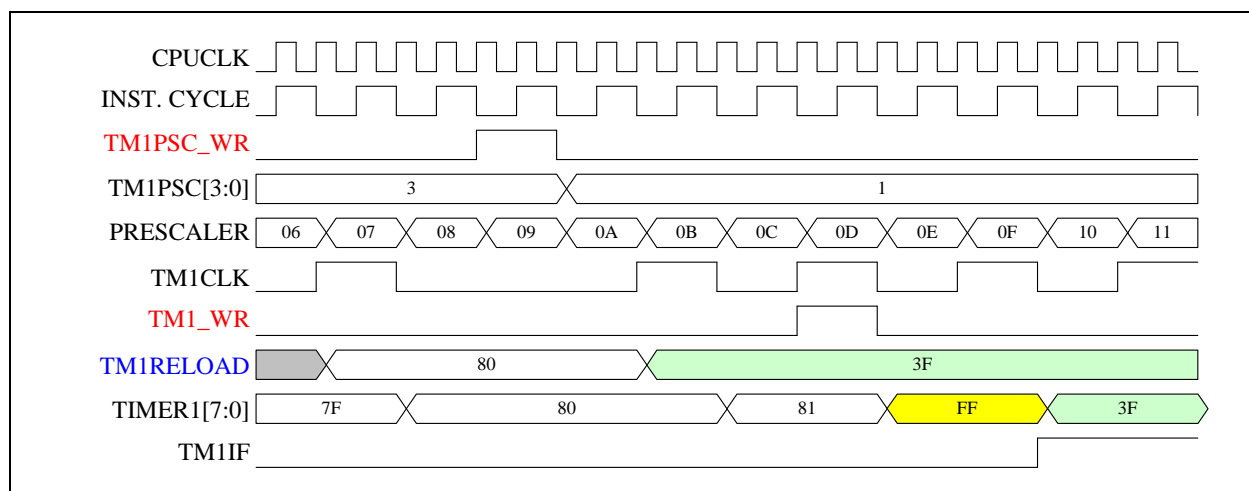 CPUCLK
INST. CYCLE
TM1PSC_WR
TM1PSC[3:0] 3 1
PRESCALER 06 07 08 09 0A 0B 0C 0D 0E 0F 10 11
TM1CLK
TM1_WR
TM1RELOAD 80 3F
TIMER1[7:0] 7F 80 81 FF 3F
TM1IF